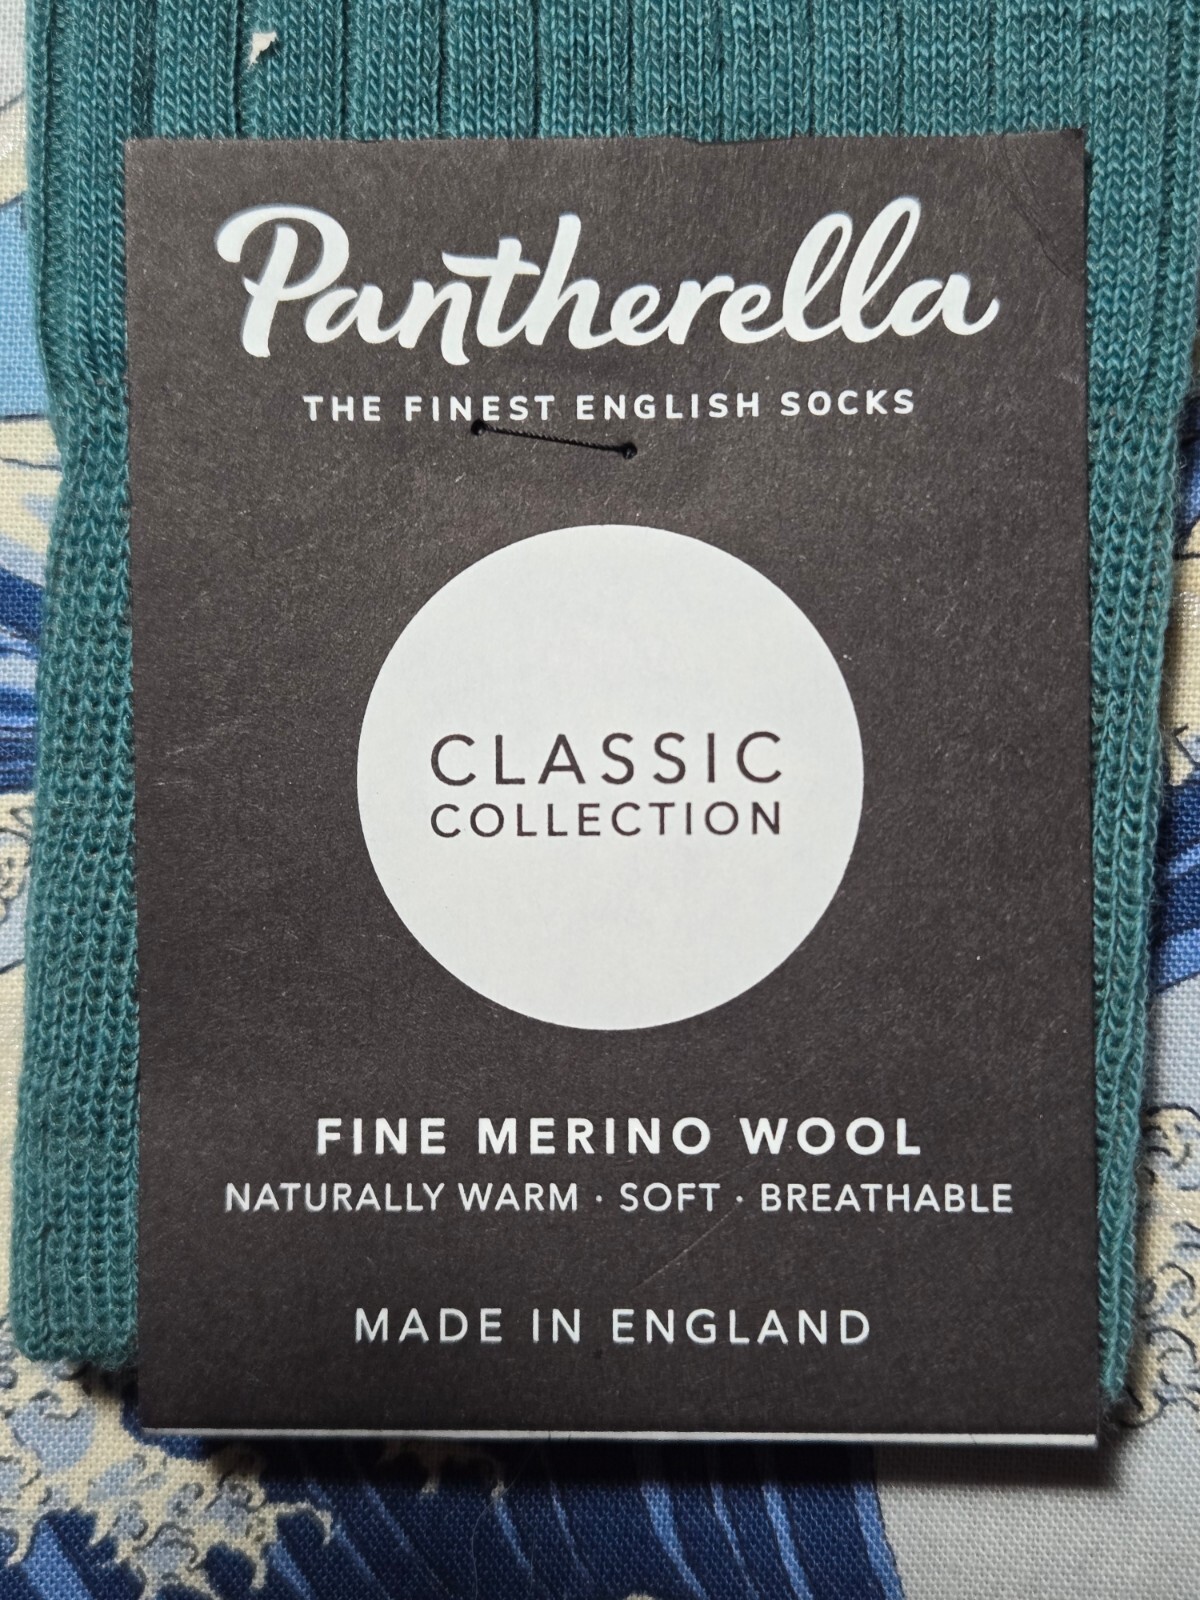 Pantherella
THE FINEST ENGLISH SOCKS
CLASSIC
COLLECTION
FINE MERINO WOOL
NATURALLY WARM · SOFT · BREATHABLE
MADE IN ENGLAND